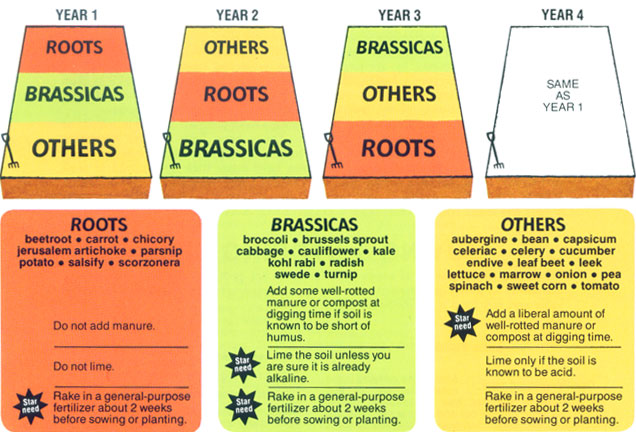 YEAR 1
YEAR 2
YEAR 3
YEAR 4
ROOTS
BRASSICAS
OTHERS
OTHERS
ROOTS
BRASSICAS
BRASSICAS
OTHERS
ROOTS
SAME
AS
YEAR 1
ROOTS
beetroot • carrot • chicory
jerusalem artichoke • parsnip
potato • salsify • scorzonera
Do not add manure.
Do not lime.
Star
need
Rake in a general-purpose
fertilizer about 2 weeks
before sowing or planting.
BRASSICAS
broccoli • brussels sprout
cabbage • cauliflower • kale
kohl rabi • radish
swede • turnip
Add some well-rotted
manure or compost at
digging time if soil is
known to be short of
humus.
Star
need
Lime the soil unless you
are sure it is already
alkaline.
Star
need
Rake in a general-purpose
fertilizer about 2 weeks
before sowing or planting.
OTHERS
aubergine • bean • capsicum
celeriac • celery • cucumber
endive • leaf beet • leek
lettuce • marrow • onion • pea
spinach • sweet corn • tomato
Star
need
Add a liberal amount of
well-rotted manure or
compost at digging time.
Lime only if the soil is
known to be acid.
Rake in a general-purpose
fertilizer about 2 weeks
before sowing or planting.